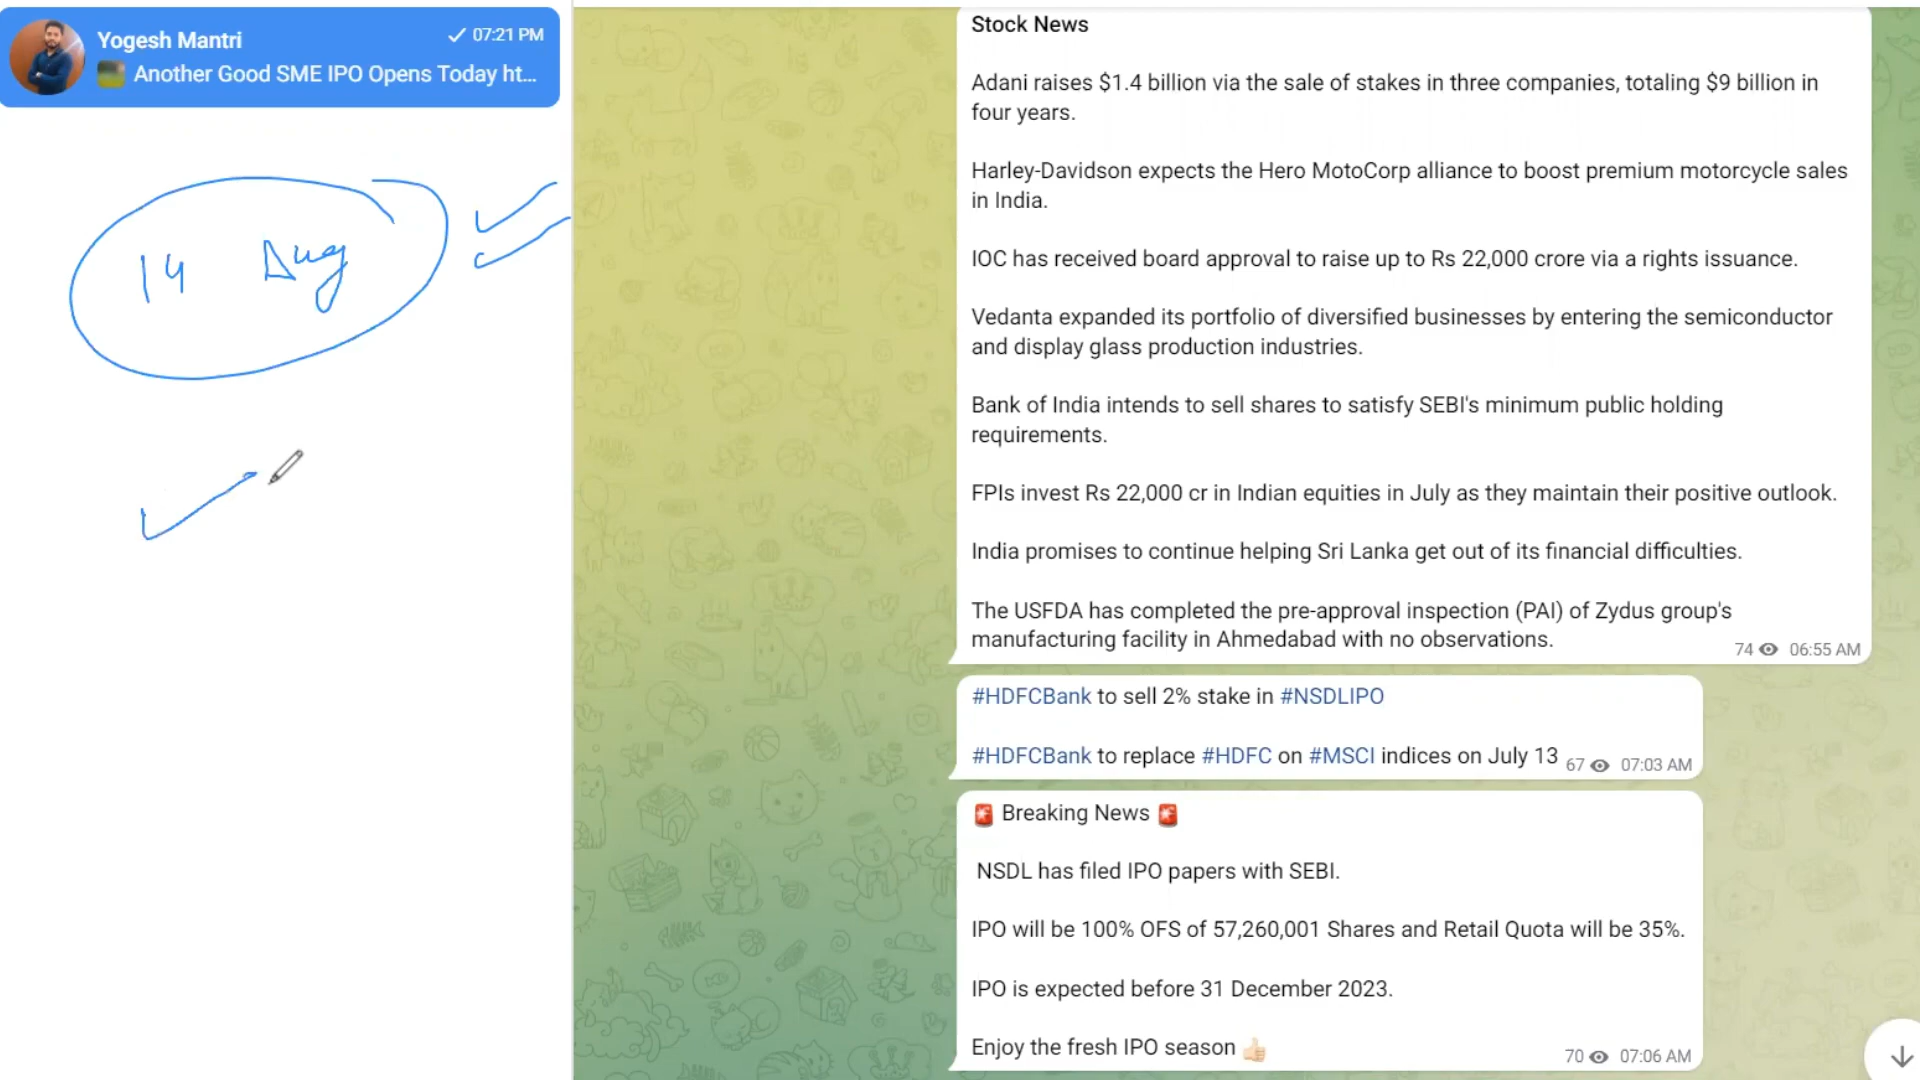 Yogesh Mantri
07:21 PM
Another Good SME IPO Opens Today ht...
14 Aug
Stock News
Adani raises $1.4 billion via the sale of stakes in three companies, totaling $9 billion in
four years.
Harley-Davidson expects the Hero MotoCorp alliance to boost premium motorcycle sales
in India.
IOC has received board approval to raise up to Rs 22,000 crore via a rights issuance.
Vedanta expanded its portfolio of diversified businesses by entering the semiconductor
and display glass production industries.
Bank of India intends to sell shares to satisfy SEBI's minimum public holding
requirements.
FPIs invest Rs 22,000 cr in Indian equities in July as they maintain their positive outlook.
India promises to continue helping Sri Lanka get out of its financial difficulties.
The USFDA has completed the pre-approval inspection (PAI) of Zydus group's
manufacturing facility in Ahmedabad with no observations.
74 06:55 AM
#HDFCBank to sell 2% stake in #NSDLIPO
#HDFCBank to replace #HDFC on #MSCI indices on July 13
67 07:03 AM
🚨 Breaking News 🚨
NSDL has filed IPO papers with SEBI.
IPO will be 100% OFS of 57,260,001 Shares and Retail Quota will be 35%.
IPO is expected before 31 December 2023.
Enjoy the fresh IPO season 👍🏻
70 07:06 AM